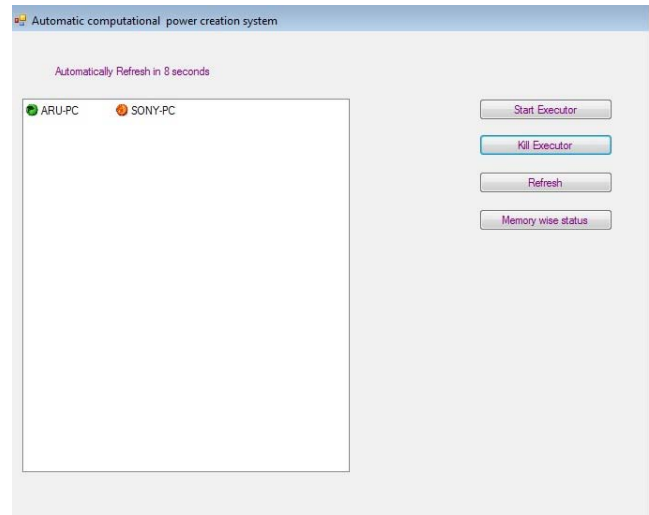 Automatic computational power creation system
Automatically Refresh in 8 seconds
ARU-PC SONY-PC
Start Executor
Kill Executor
Refresh
Memory wise status